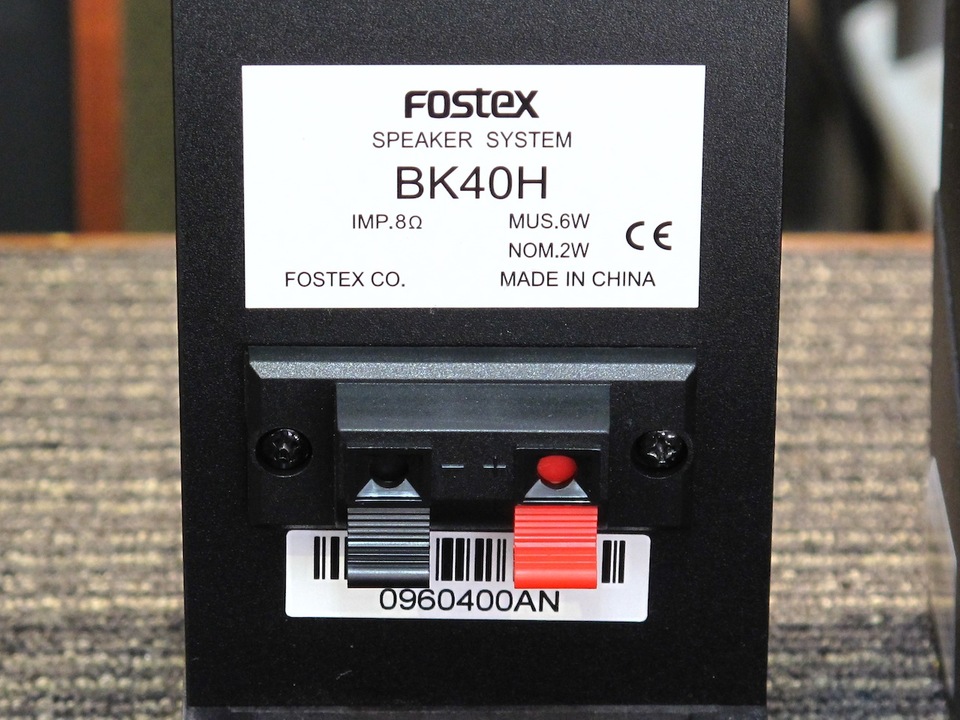 Fostex
SPEAKER SYSTEM
BK40H
IMP.8Ω MUS.6W
NOM.2W CE
FOSTEX CO. MADE IN CHINA
− +
0960400AN